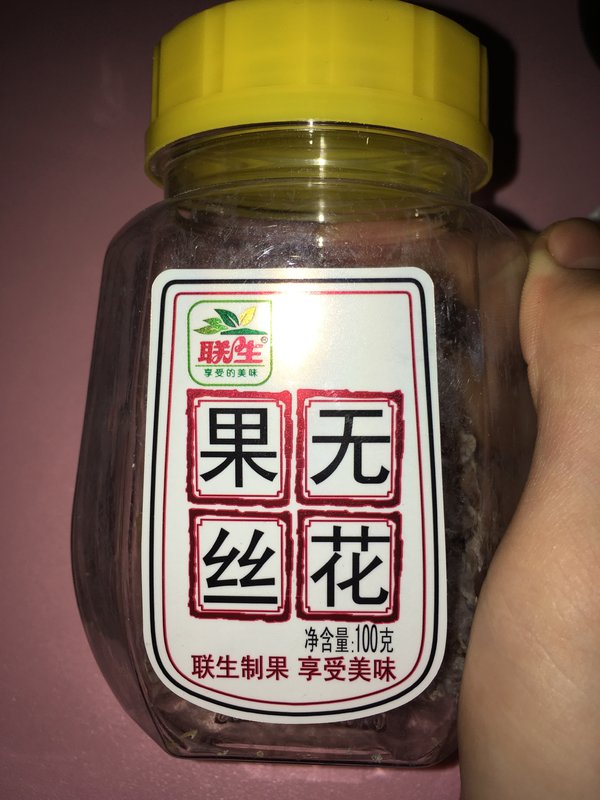 联生®
享受的美味
无花
果丝
净含量:100克
联生制果 享受美味